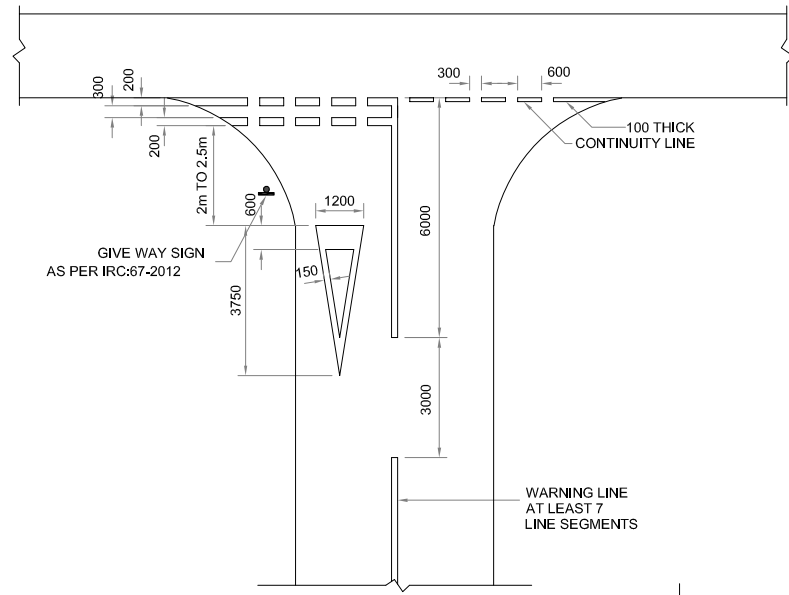 300
200
300
600
200
100 THICK
CONTINUITY LINE
2m TO 2.5m
600
1200
6000
GIVE WAY SIGN
AS PER IRC:67-2012
150
3750
3000
WARNING LINE
AT LEAST 7
LINE SEGMENTS